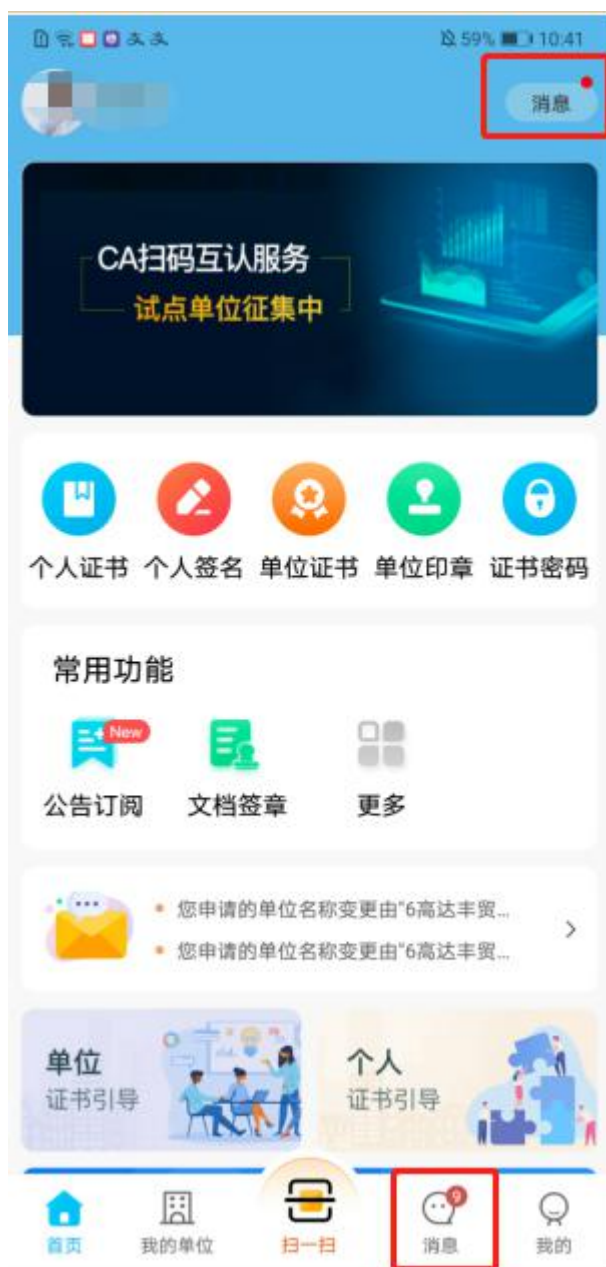 59% 10:41
消息
CA扫码互认服务
试点单位征集中
个人证书 个人签名 单位证书 单位印章 证书密码
常用功能
New
公告订阅 文档签章 更多
您申请的单位名称变更由"6高达丰贸...
您申请的单位名称变更由"6高达丰贸...
单位
证书引导
个人
证书引导
9
首页 我的单位 扫一扫 消息 我的